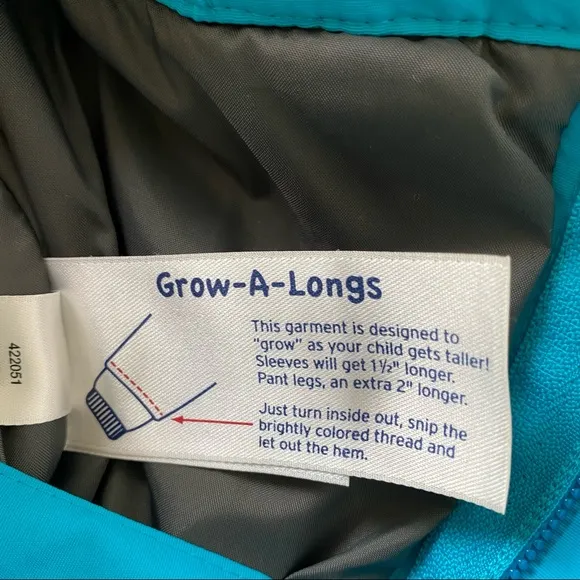 Grow-A-Longs
This garment is designed to
"grow" as your child gets taller!
Sleeves will get 1½" longer.
Pant legs, an extra 2" longer.
Just turn inside out, snip the
brightly colored thread and
let out the hem.
422051